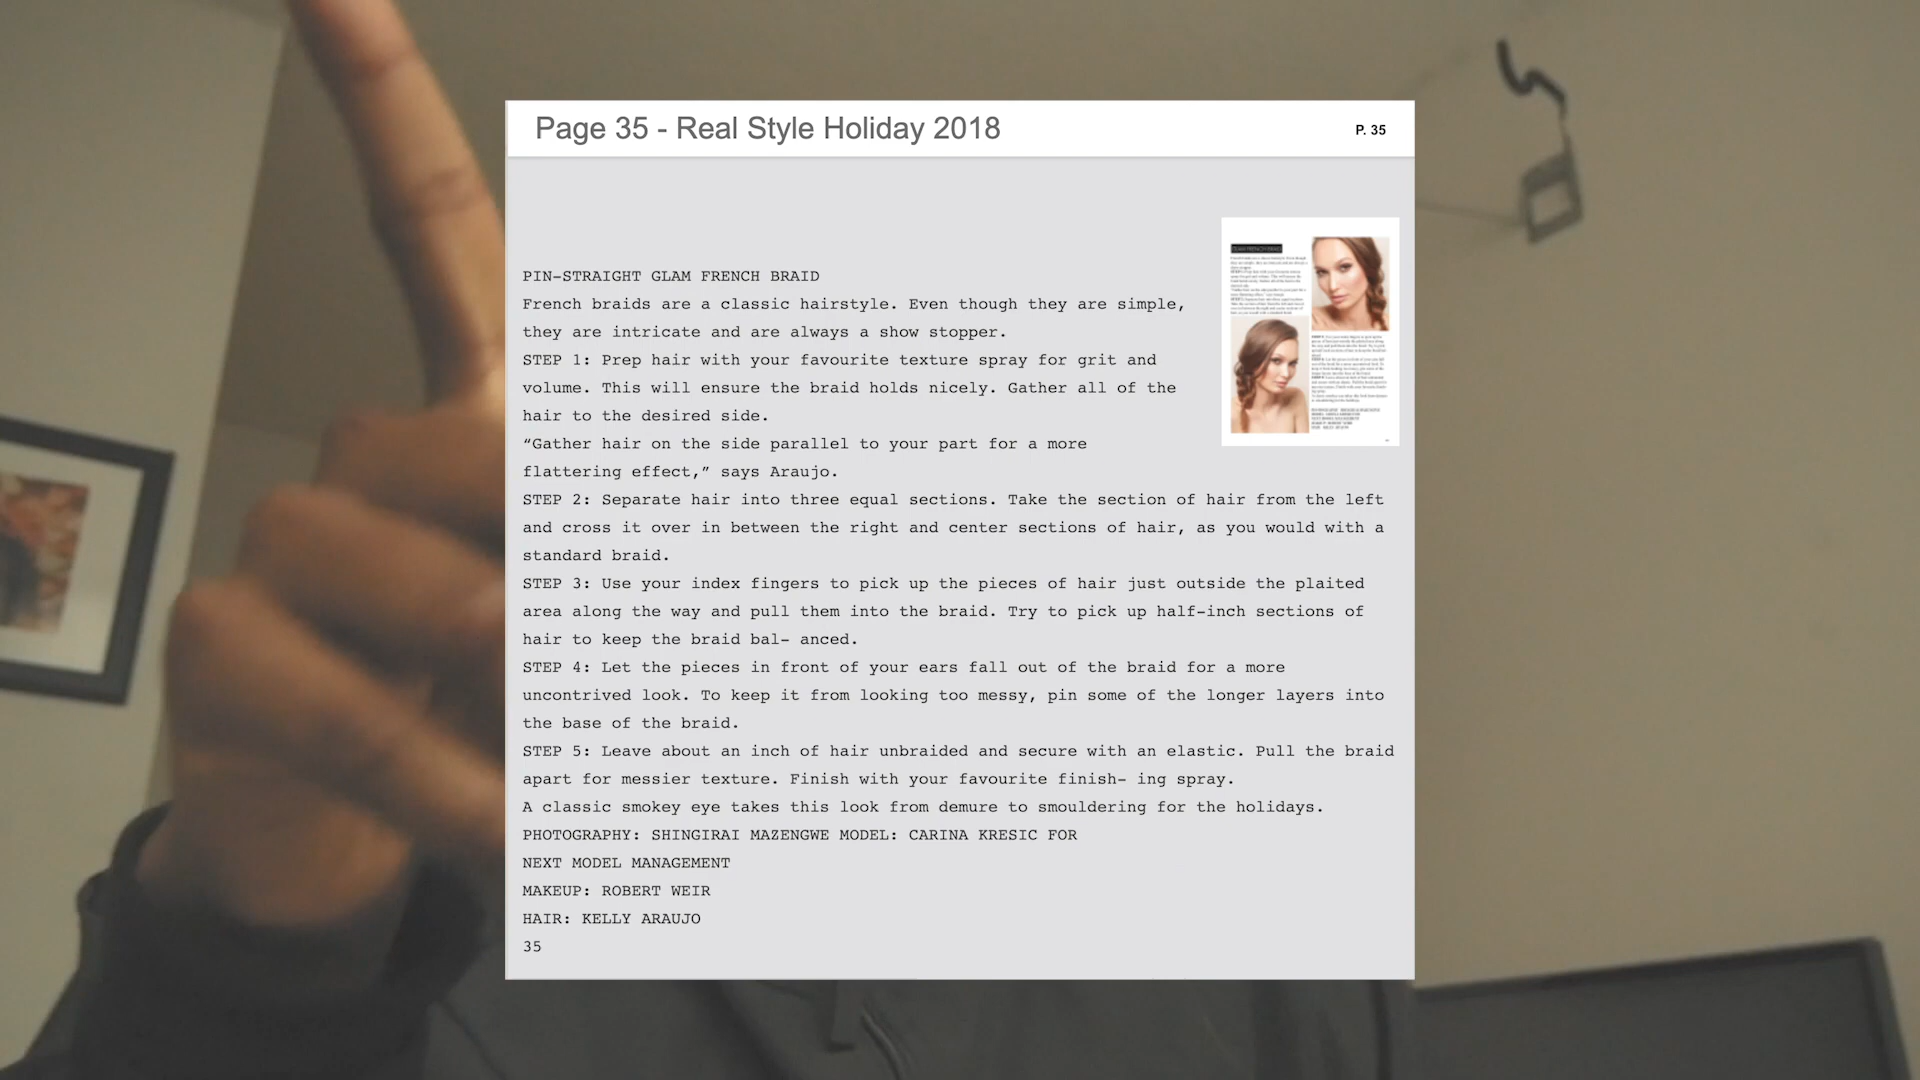 Page 35 - Real Style Holiday 2018
P. 35
PIN-STRAIGHT GLAM FRENCH BRAID
French braids are a classic hairstyle. Even though they are simple,
they are intricate and are always a show stopper.
STEP 1: Prep hair with your favourite texture spray for grit and
volume. This will ensure the braid holds nicely. Gather all of the
hair to the desired side.
“Gather hair on the side parallel to your part for a more
flattering effect,” says Araujo.
STEP 2: Separate hair into three equal sections. Take the section of hair from the left
and cross it over in between the right and center sections of hair, as you would with a
standard braid.
STEP 3: Use your index fingers to pick up the pieces of hair just outside the plaited
area along the way and pull them into the braid. Try to pick up half-inch sections of
hair to keep the braid bal- anced.
STEP 4: Let the pieces in front of your ears fall out of the braid for a more
uncontrived look. To keep it from looking too messy, pin some of the longer layers into
the base of the braid.
STEP 5: Leave about an inch of hair unbraided and secure with an elastic. Pull the braid
apart for messier texture. Finish with your favourite finish- ing spray.
A classic smokey eye takes this look from demure to smouldering for the holidays.
PHOTOGRAPHY: SHINGIRAI MAZENGWE MODEL: CARINA KRESIC FOR
NEXT MODEL MANAGEMENT
MAKEUP: ROBERT WEIR
HAIR: KELLY ARAUJO
35